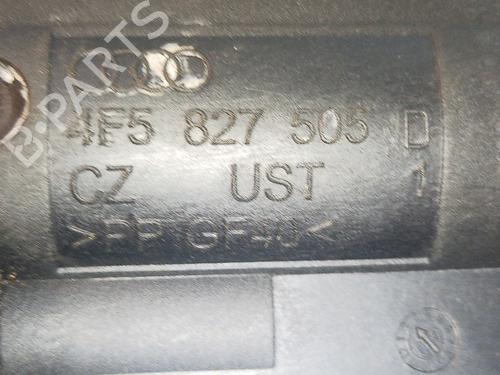 B-PARTS
4F5 827 505 D
CZ UST 1
>PP GF40<